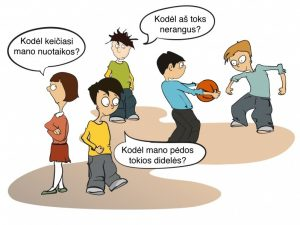 Kodėl keičiasi
mano nuotaikos?
Kodėl aš toks
nerangus?
Kodėl mano pėdos
tokios didelės?